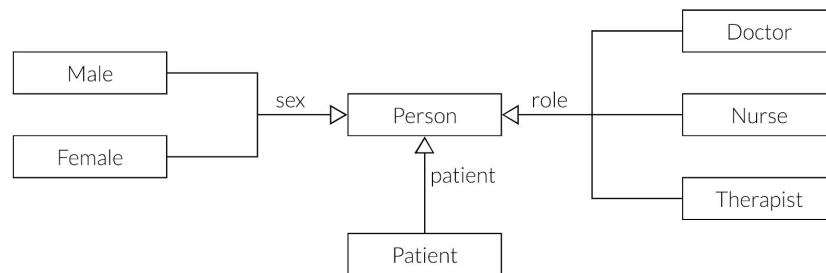 Doctor
Male
sex
Person
role
Nurse
Female
patient
Therapist
Patient